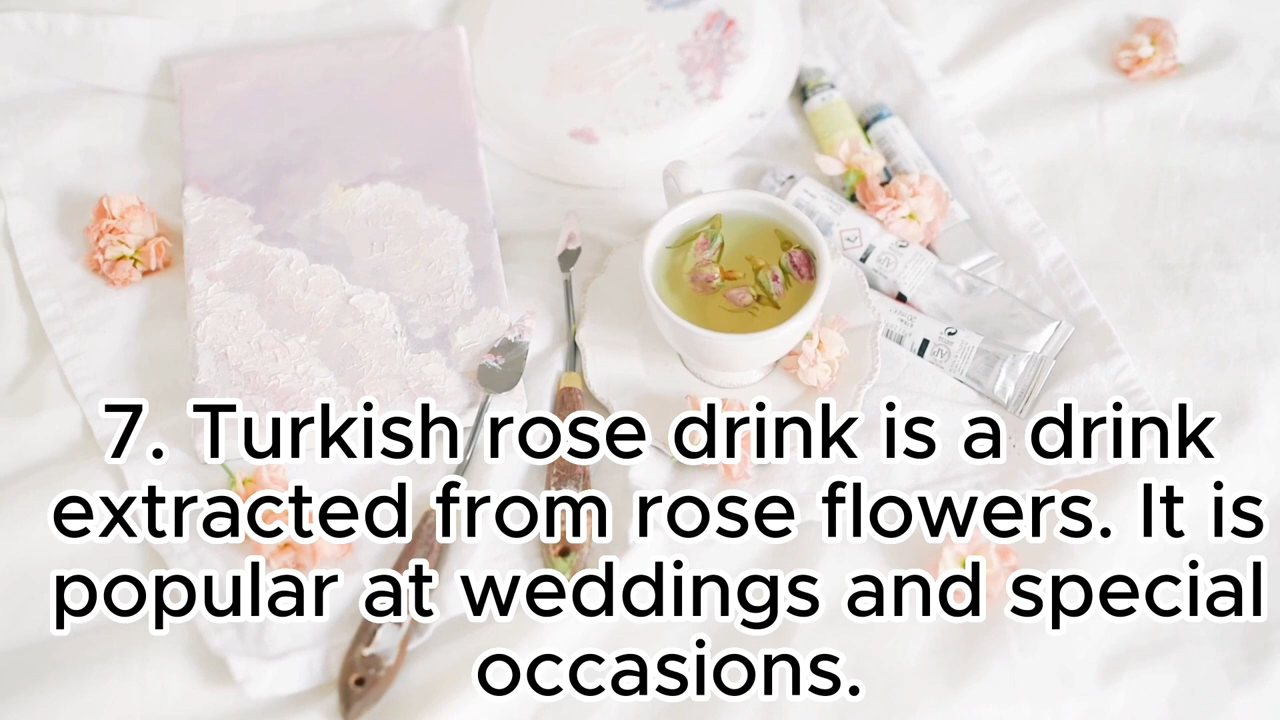 7. Turkish rose drink is a drink
extracted from rose flowers. It is
popular at weddings and special
occasions.